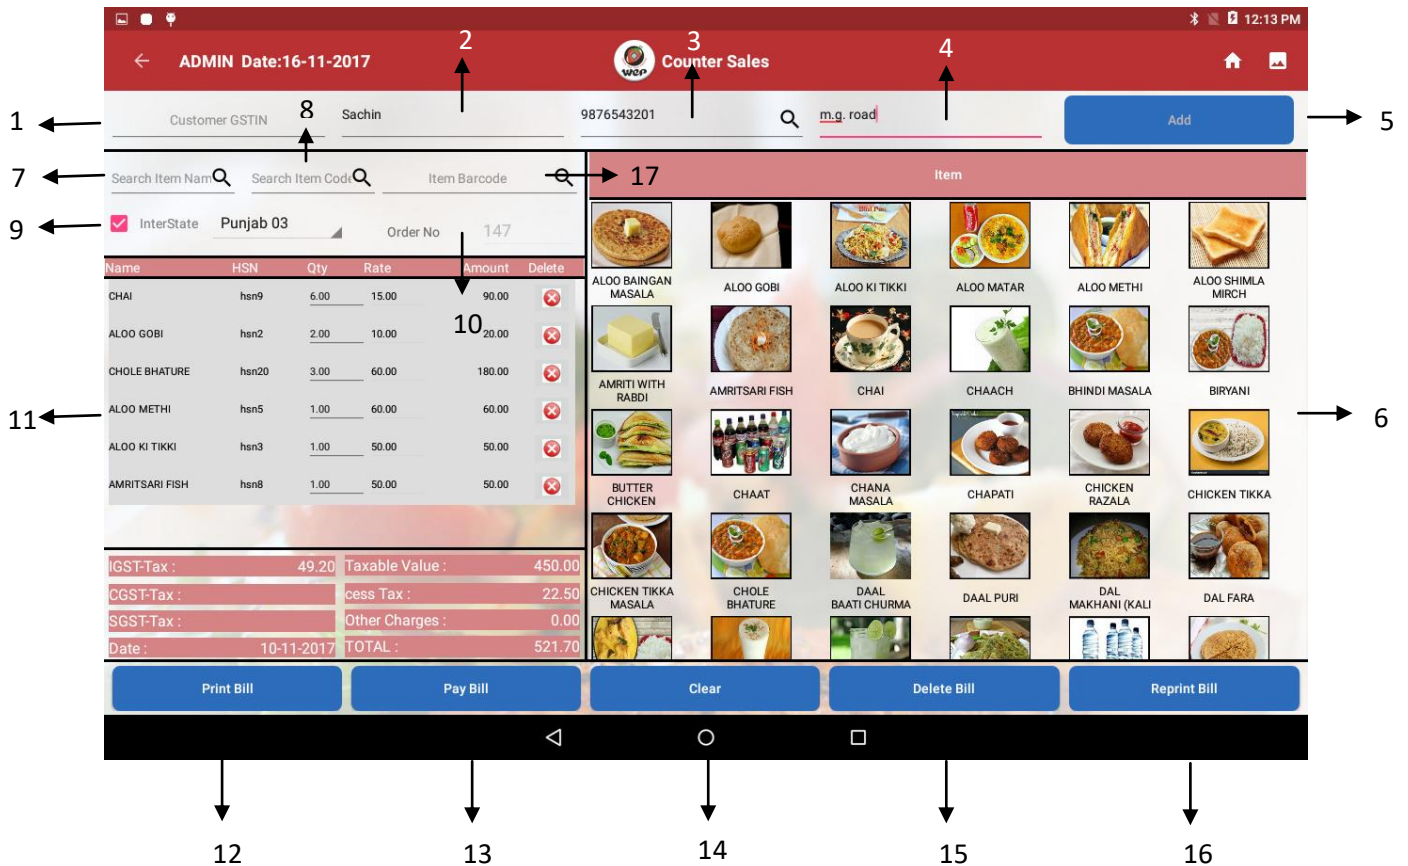 12:13 PM
ADMIN Date:16-11-2017
2
wep
Counter Sales
3
4
1
Customer GSTIN
8
Sachin
9876543201
m.g. road
Add
5
7
Search Item Nam
Search Item Code
Item Barcode
17
Item
9
InterState
Punjab 03
Order No
147
Name HSN Qty Rate Amount Delete
CHAI hsn9 6.00 15.00 90.00
10
ALOO GOBI hsn2 2.00 10.00 20.00
CHOLE BHATURE hsn20 3.00 60.00 180.00
11
ALOO METHI hsn5 1.00 60.00 60.00
ALOO KI TIKKI hsn3 1.00 50.00 50.00
AMRITSARI FISH hsn8 1.00 50.00 50.00
IGST-Tax : 49.20 Taxable Value : 450.00
CGST-Tax : cess Tax : 22.50
SGST-Tax : Other Charges : 0.00
Date : 10-11-2017 TOTAL : 521.70
ALOO BAINGAN
MASALA
ALOO GOBI
ALOO KI TIKKI
ALOO MATAR
ALOO METHI
ALOO SHIMLA
MIRCH
AMRITI WITH
RABDI
AMRITSARI FISH
CHAI
CHAACH
BHINDI MASALA
BIRYANI
6
BUTTER
CHICKEN
CHAAT
CHANA
MASALA
CHAPATI
CHICKEN
RAZALA
CHICKEN TIKKA
CHICKEN TIKKA
MASALA
CHOLE
BHATURE
DAAL
BAATI CHURMA
DAAL PURI
DAL
MAKHANI (KALI
DAL FARA
Print Bill
Pay Bill
Clear
Delete Bill
Reprint Bill
12
13
14
15
16